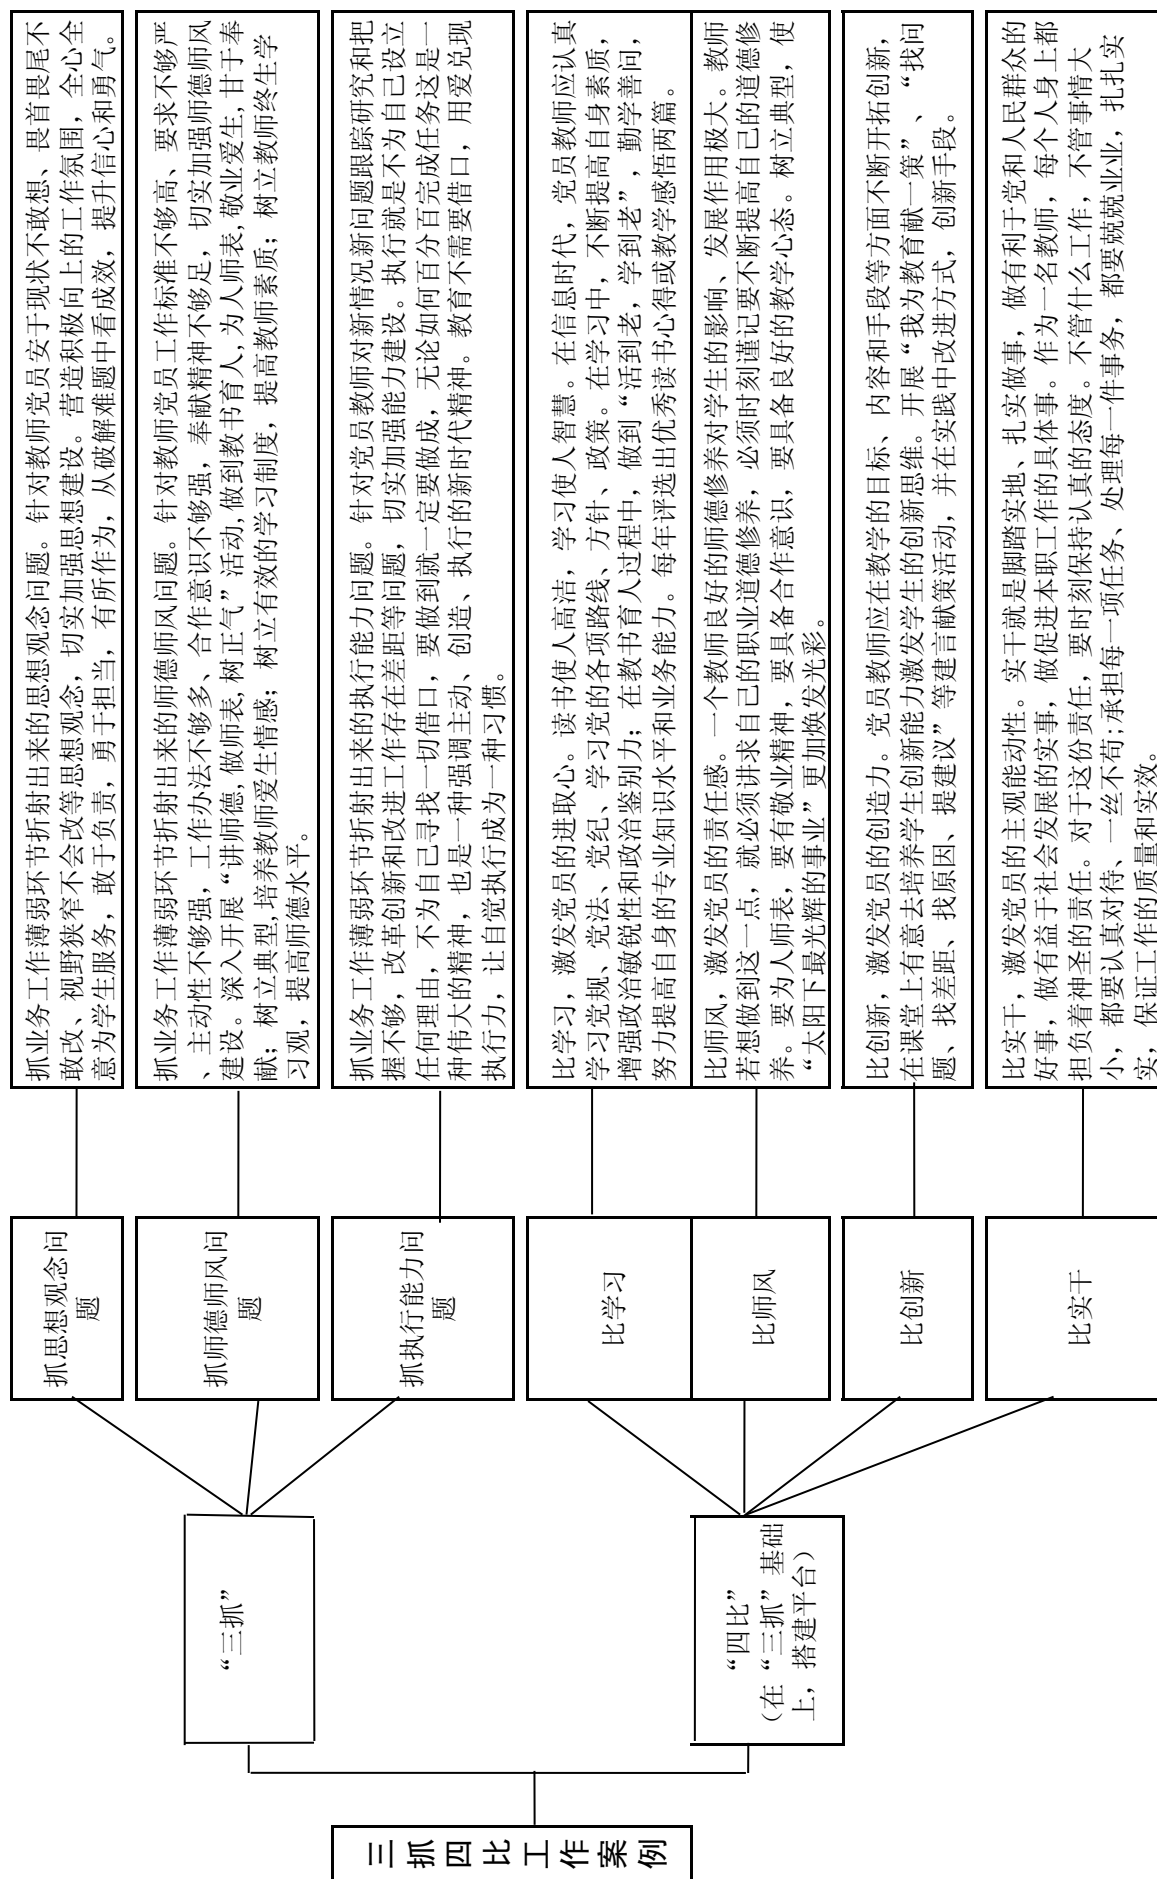 三抓四比工作案例
“三抓”
抓思想观念问
题
抓业务工作薄弱环节折射出来的思想观念问题。针对教师党员安于现状不敢想、畏首畏尾不
敢改、视野狭窄不会改等思想观念，切实加强思想建设。营造积极向上的工作氛围，全心全
意为学生服务，敢于负责，勇于担当，有所作为，从破解难题中看成效，提升信心和勇气。
抓师德师风问
题
抓业务工作薄弱环节折射出来的师德师风问题。针对教师党员工作标准不够高、要求不够严
、主动性不够强，工作办法不够多、合作意识不够强，奉献精神不够足，切实加强师德师风
建设。深入开展“讲师德，做师表，树正气”活动，做到教书育人，为人师表，敬业爱生，甘于奉
献；树立典型，培养教师爱生情感；树立有效的学习制度，提高教师素质；树立教师终生学
习观，提高师德水平。
抓执行能力问
题
抓业务工作薄弱环节折射出来的执行能力问题。针对党员教师对新情况新问题跟踪研究和把
握不够，改革创新和改进工作存在差距等问题，切实加强能力建设。执行就是不为自己设立
任何理由，不为自己寻找一切借口，要做到就一定要做成，无论如何百分百完成任务这是一
种伟大的精神，也是一种强调主动、创造、执行的新时代精神。教育不需要借口，用爱兑现
执行力，让自觉执行成为一种习惯。
“四比”
（在“三抓”基础
上，搭建平台）
比学习
比学习，激发党员的进取心。读书使人高洁，学习使人智慧。在信息时代，党员教师应认真
学习党规、党法、党纪、学习党的各项路线、方针、政策。在学习中，不断提高自身素质，
增强政治敏锐性和政治鉴别力；在教书育人过程中，做到“活到老，学到老”，勤学善问，
努力提高自身的专业知识水平和业务能力。每年评选出优秀读书心得或教学感悟两篇。
比师风
比师风，激发党员的责任感。一个教师良好的师德修养对学生的影响、发展作用极大。教师
若想做到这一点，就必须讲求自己的职业道德修养，必须时刻谨记要不断提高自己的道德修
养。要为人师表，要有敬业精神，要具备合作意识，要具备良好的教学心态。树立典型，使
“太阳下最光辉的事业”更加焕发光彩。
比创新
比创新，激发党员的创造力。党员教师应在教学的目标、内容和手段等方面不断开拓创新，
在课堂上有意去培养学生创新能力激发学生的创新思维。开展“我为教育献一策”、“找问
题、找差距、找原因、提建议”等建言献策活动，并在实践中改进方式，创新手段。
比实干
比实干，激发党员的主观能动性。实干就是脚踏实地、扎实做事，做有利于党和人民群众的
好事，做有益于社会发展的实事，做促进本职工作的具体事。作为一名教师，每个人身上都
担负着神圣的责任。对于这份责任，要时刻保持认真的态度。不管什么工作，不管事情大
小，都要认真对待、一丝不苟；承担每一项任务、处理每一件事务，都要兢兢业业，扎扎实
实，保证工作的质量和实效。